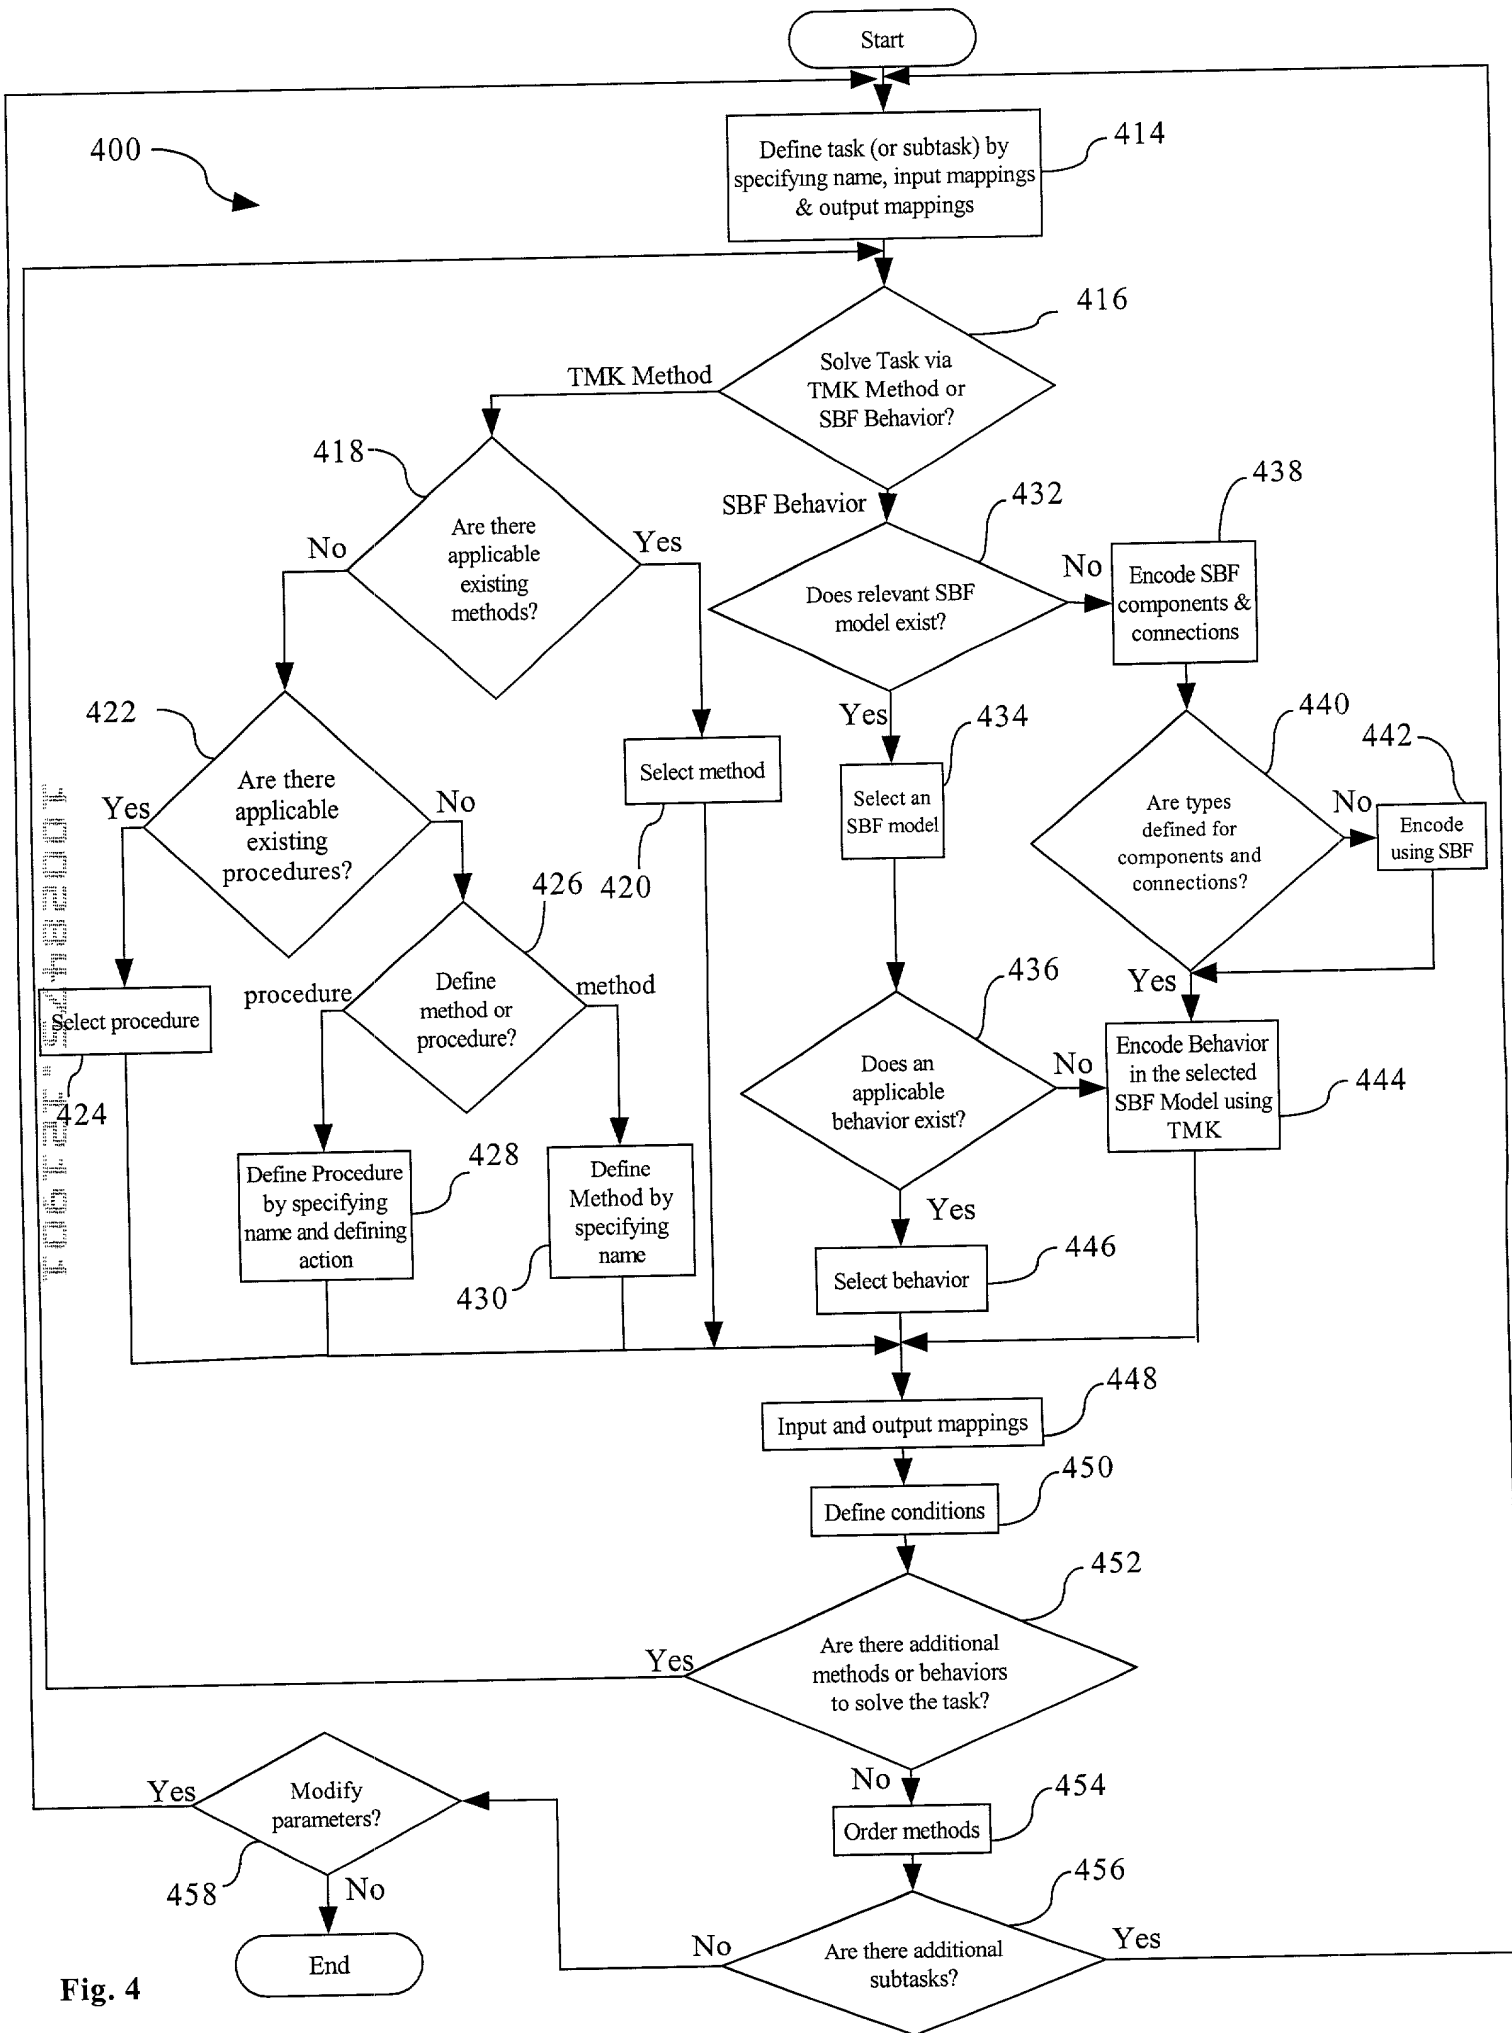 Start
400
Define task (or subtask) by
specifying name, input mappings
& output mappings
414
416
Solve Task via
TMK Method or
SBF Behavior?
TMK Method
418
Are there
applicable
existing
methods?
No
Yes
SBF Behavior
432
Does relevant SBF
model exist?
No
438
Encode SBF
components &
connections
422
Are there
applicable
existing
procedures?
Yes
No
Select method
420
Yes
434
Select an
SBF model
440
Are types
defined for
components and
connections?
No
442
Encode
using SBF
Yes
426
Define
method or
procedure?
procedure
method
Select procedure
424
436
Does an
applicable
behavior exist?
No
Encode Behavior
in the selected
SBF Model using
TMK
444
428
Define Procedure
by specifying
name and defining
action
Define
Method by
specifying
name
430
Yes
Select behavior
446
448
Input and output mappings
450
Define conditions
452
Are there additional
methods or behaviors
to solve the task?
Yes
No
454
Order methods
Yes
Modify
parameters?
458
No
End
456
Are there additional
subtasks?
No
Yes
Fig. 4